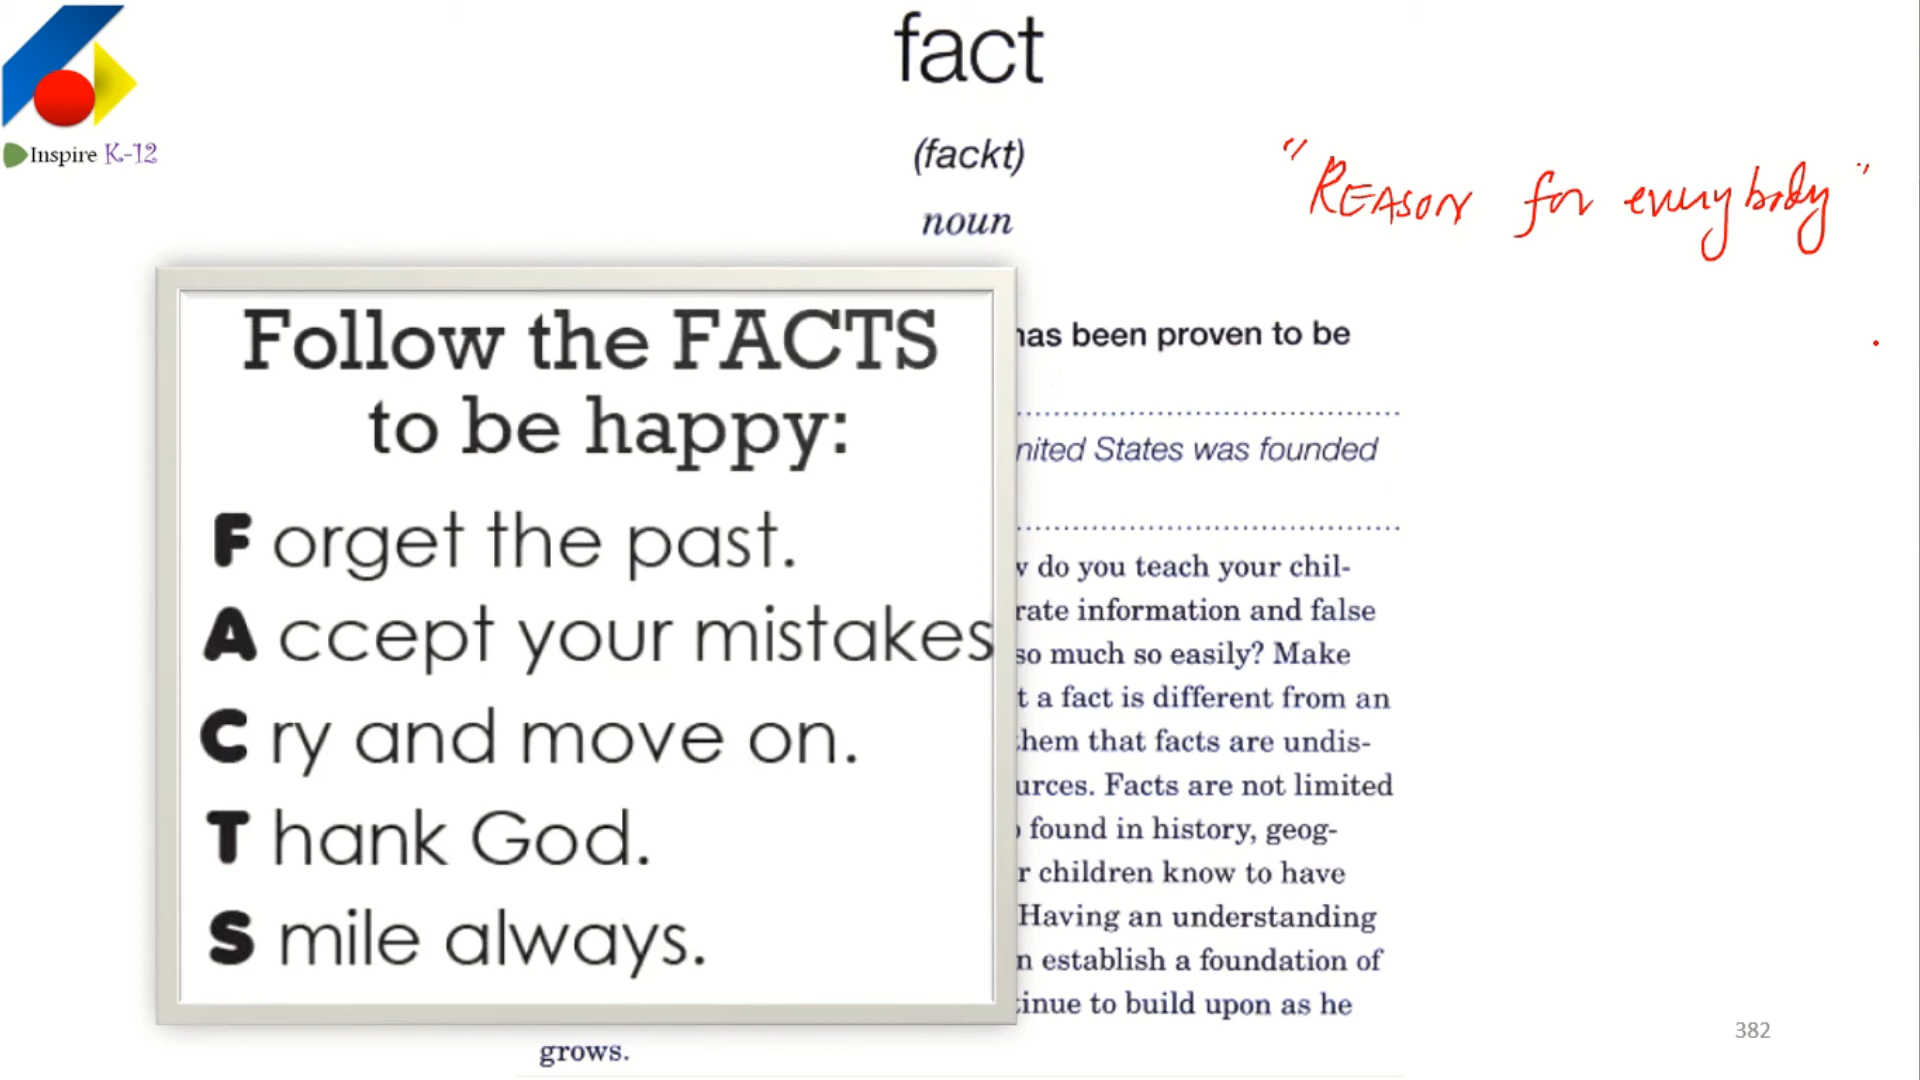 fact
Inspire K-12
(fackt)
noun
"REASON for everybody"
Follow the FACTS
to be happy:
Forget the past.
Accept your mistakes
Cry and move on.
Thank God.
Smile always.
has been proven to be
nited States was founded
do you teach your chil-
rate information and false
so much so easily? Make
t a fact is different from an
hem that facts are undis-
urces. Facts are not limited
found in history, geog-
r children know to have
Having an understanding
n establish a foundation of
tinue to build upon as he
grows.
382